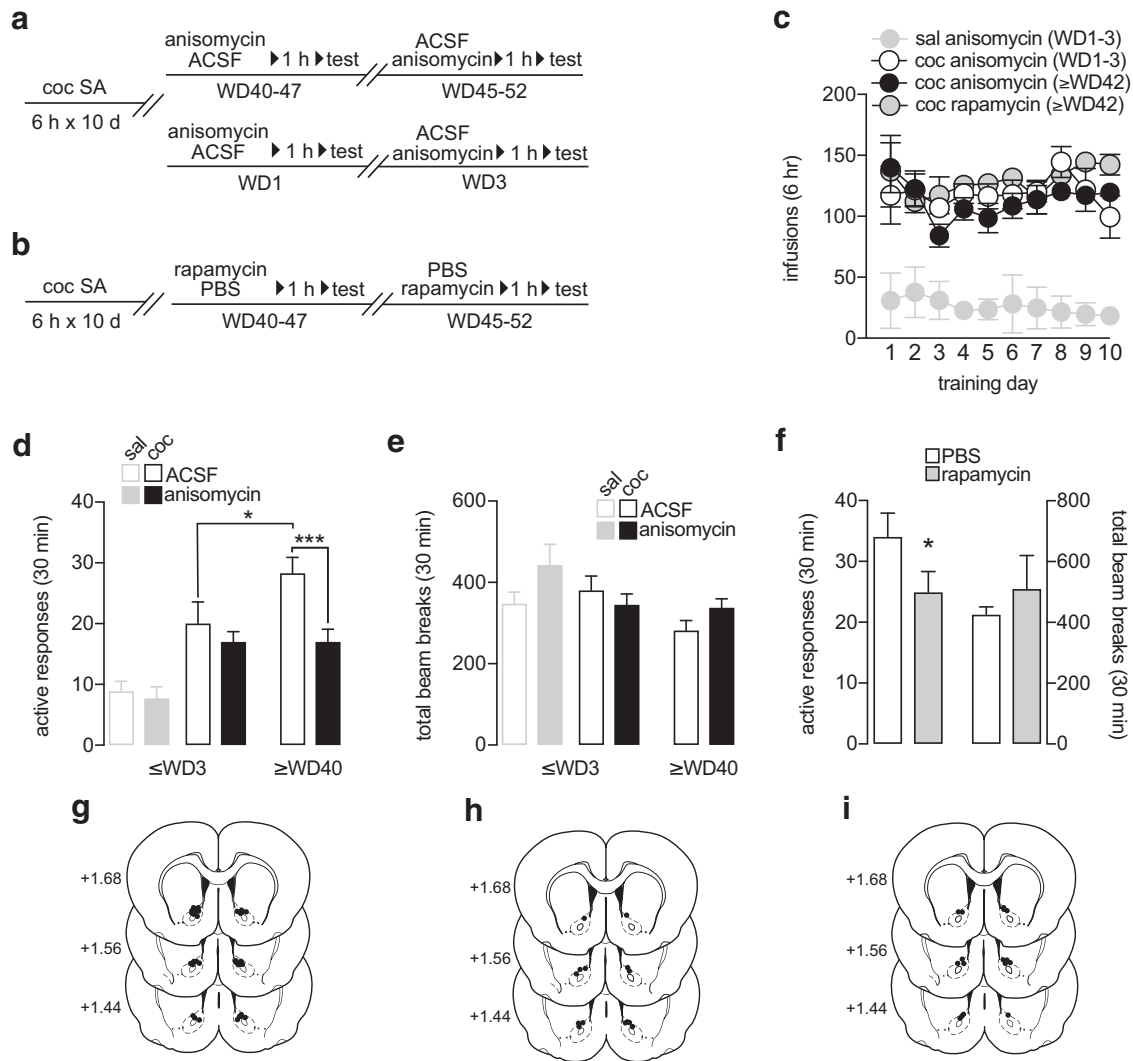 a
anisomycin
ACSF
▶ 1 h ▶ test
ACSF
anisomycin ▶ 1 h ▶ test
coc SA
6 h x 10 d
WD40-47
WD45-52
anisomycin
ACSF
▶ 1 h ▶ test
ACSF
anisomycin ▶ 1 h ▶ test
WD1
WD3
b
rapamycin
PBS
▶ 1 h ▶ test
PBS
rapamycin ▶ 1 h ▶ test
coc SA
6 h x 10 d
WD40-47
WD45-52
c
sal anisomycin (WD1-3)
coc anisomycin (WD1-3)
coc anisomycin (≥WD42)
coc rapamycin (≥WD42)
200
150
100
50
0
infusions (6 hr)
1 2 3 4 5 6 7 8 9 10
training day
d
sal coc
ACSF
anisomycin
40
30
20
10
0
active responses (30 min)
*
***
≤WD3 ≥WD40
e
sal coc
ACSF
anisomycin
600
400
200
0
total beam breaks (30 min)
≤WD3 ≥WD40
f
PBS
rapamycin
40
30
20
10
0
active responses (30 min)
*
800
600
400
200
0
total beam breaks (30 min)
g
+1.68
+1.56
+1.44
h
+1.68
+1.56
+1.44
i
+1.68
+1.56
+1.44